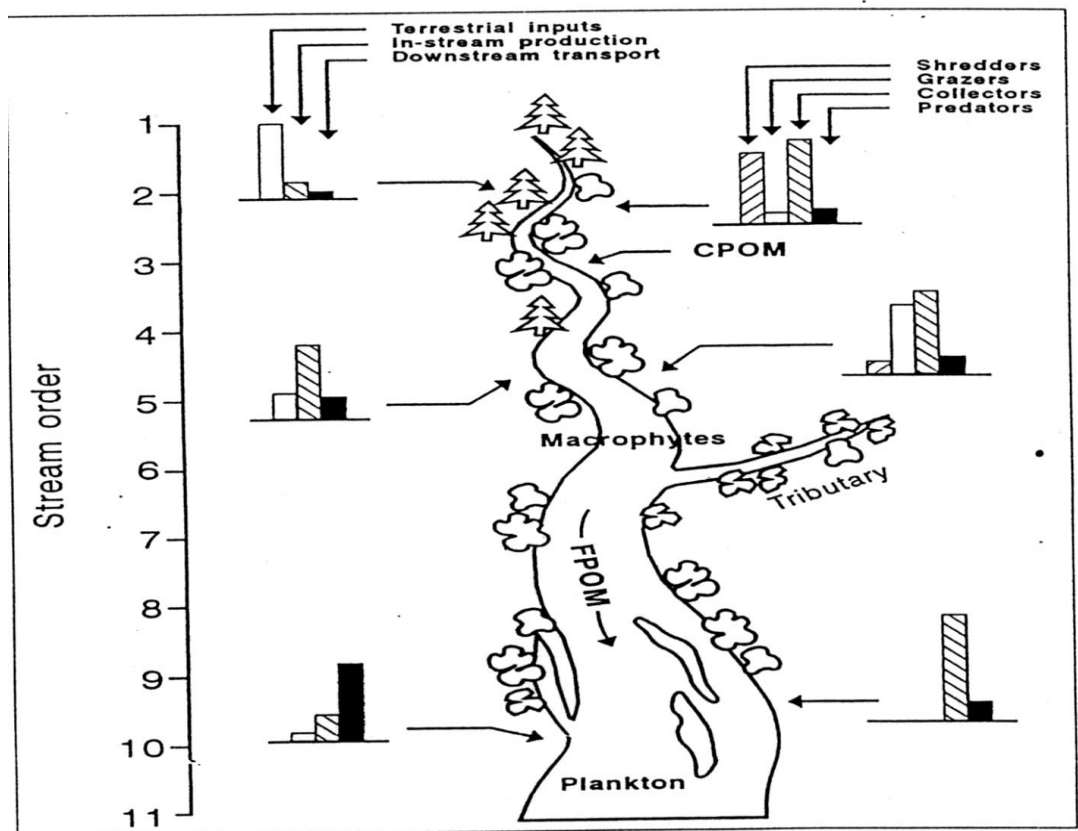 Terrestrial inputs
In-stream production
Downstream transport
Shredders
Grazers
Collectors
Predators
Stream order
1
2
3
4
5
6
7
8
9
10
11
CPOM
Macrophytes
Tributary
FPOM
Plankton